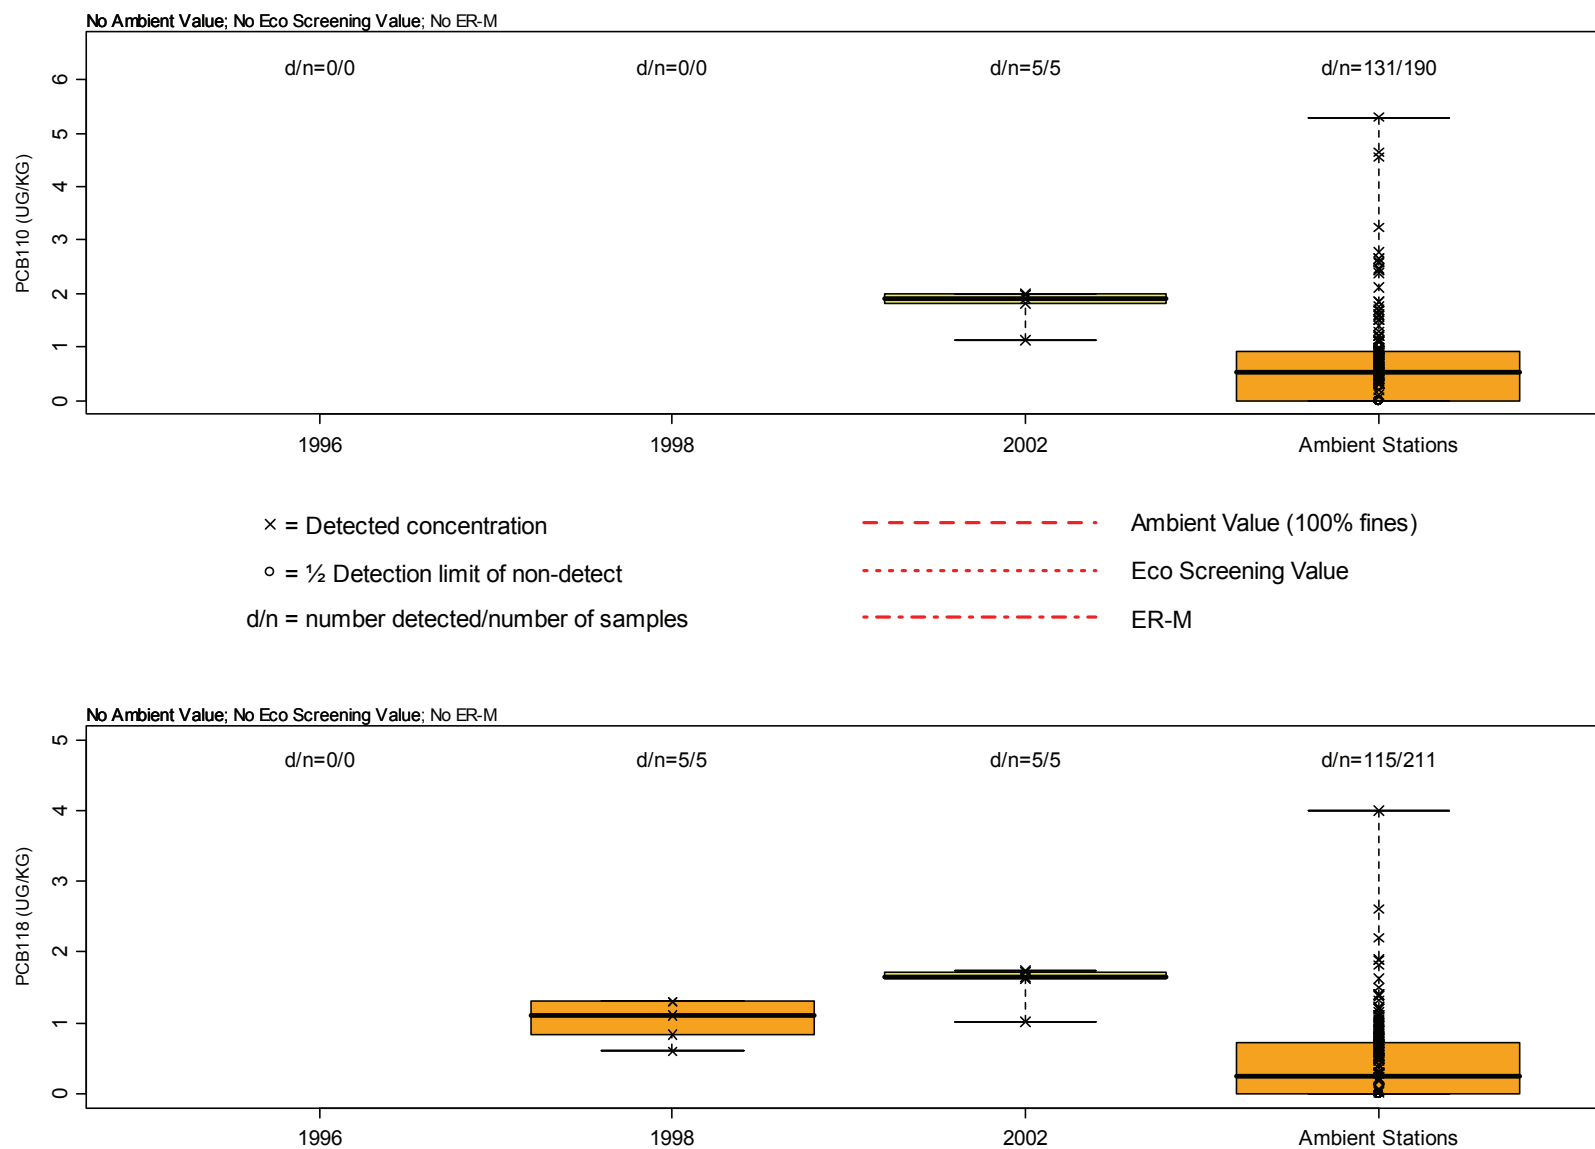 No Ambient Value; No Eco Screening Value; No ER-M
d/n=0/0 d/n=0/0 d/n=5/5 d/n=131/190
6
5
4
3
2
1
0
PCB110 (UG/KG)
1996 1998 2002 Ambient Stations
× = Detected concentration
o = ½ Detection limit of non-detect
d/n = number detected/number of samples
Ambient Value (100% fines)
Eco Screening Value
ER-M
No Ambient Value; No Eco Screening Value; No ER-M
d/n=0/0 d/n=5/5 d/n=5/5 d/n=115/211
5
4
3
2
1
0
PCB118 (UG/KG)
1996 1998 2002 Ambient Stations